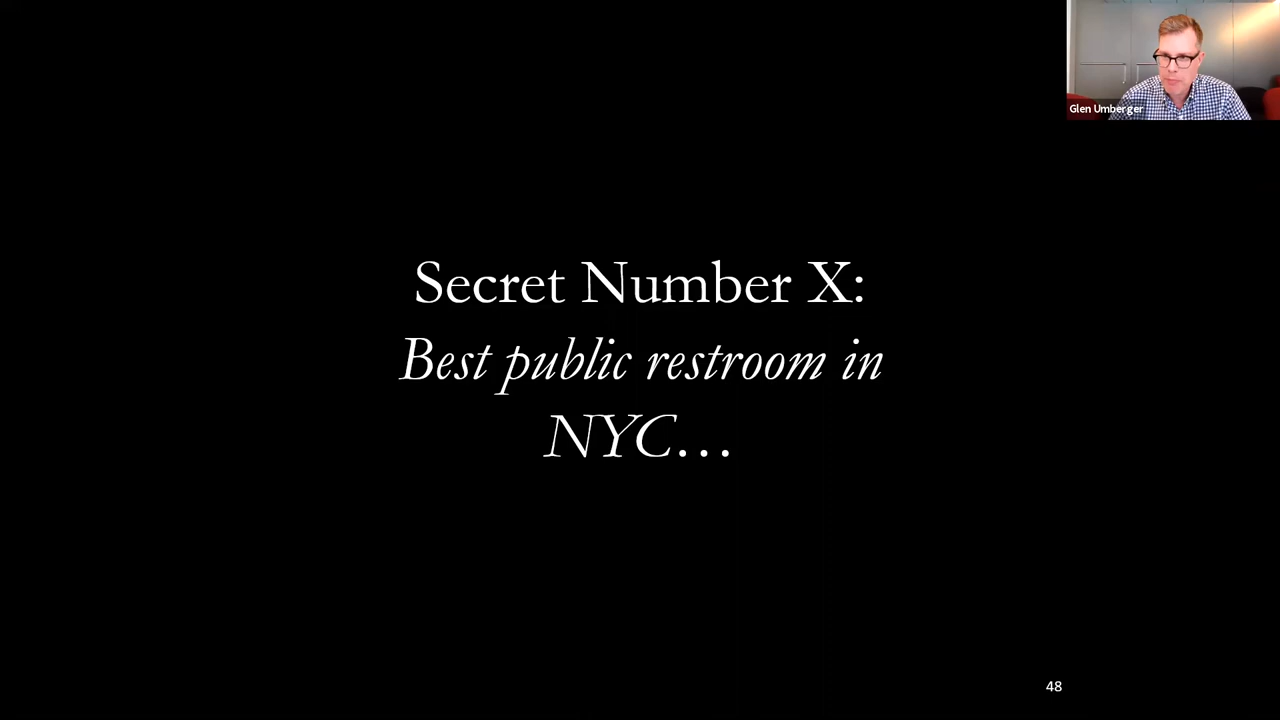 Glen Umberger
Secret Number X:
Best public restroom in
NYC…
48